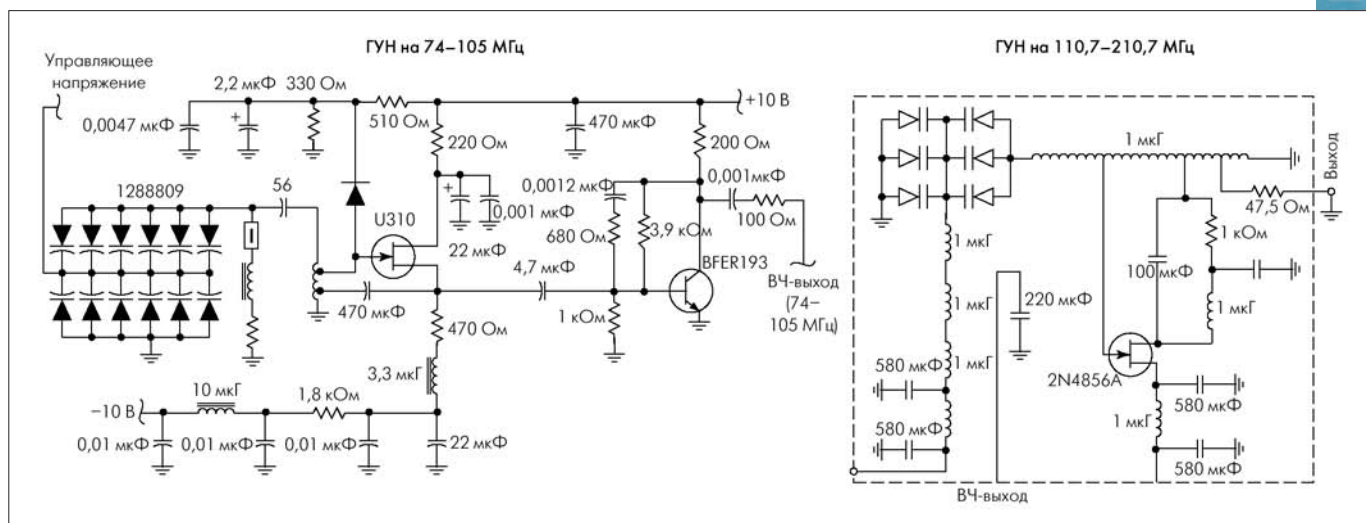 ГУН на 74–105 МГц
Управляющее
напряжение
2,2 мкФ
330 Ом
+
0,0047 мкФ
510 Ом
220 Ом
470 мкФ
+10 В
200 Ом
1288809
56
U310
+
0,001 мкФ
22 мкФ
0,0012 мкФ
680 Ом
3,9 кОм
0,001мкФ
100 Ом
BFER193
470 мкФ
4,7 мкФ
1 кОм
ВЧ-выход
(74–
105 МГц)
470 Ом
3,3 мкГ
10 мкГ
1,8 кОм
–10 В
0,01 мкФ
0,01 мкФ
0,01 мкФ
22 мкФ
ГУН на 110,7–210,7 МГц
1 мкГ
Выход
47,5 Ом
1 мкГ
1 кОм
100 мкФ
1 мкГ
220 мкФ
1 мкГ
1 мкГ
580 мкФ
2N4856A
580 мкФ
580 мкФ
1 мкГ
580 мкФ
ВЧ-выход